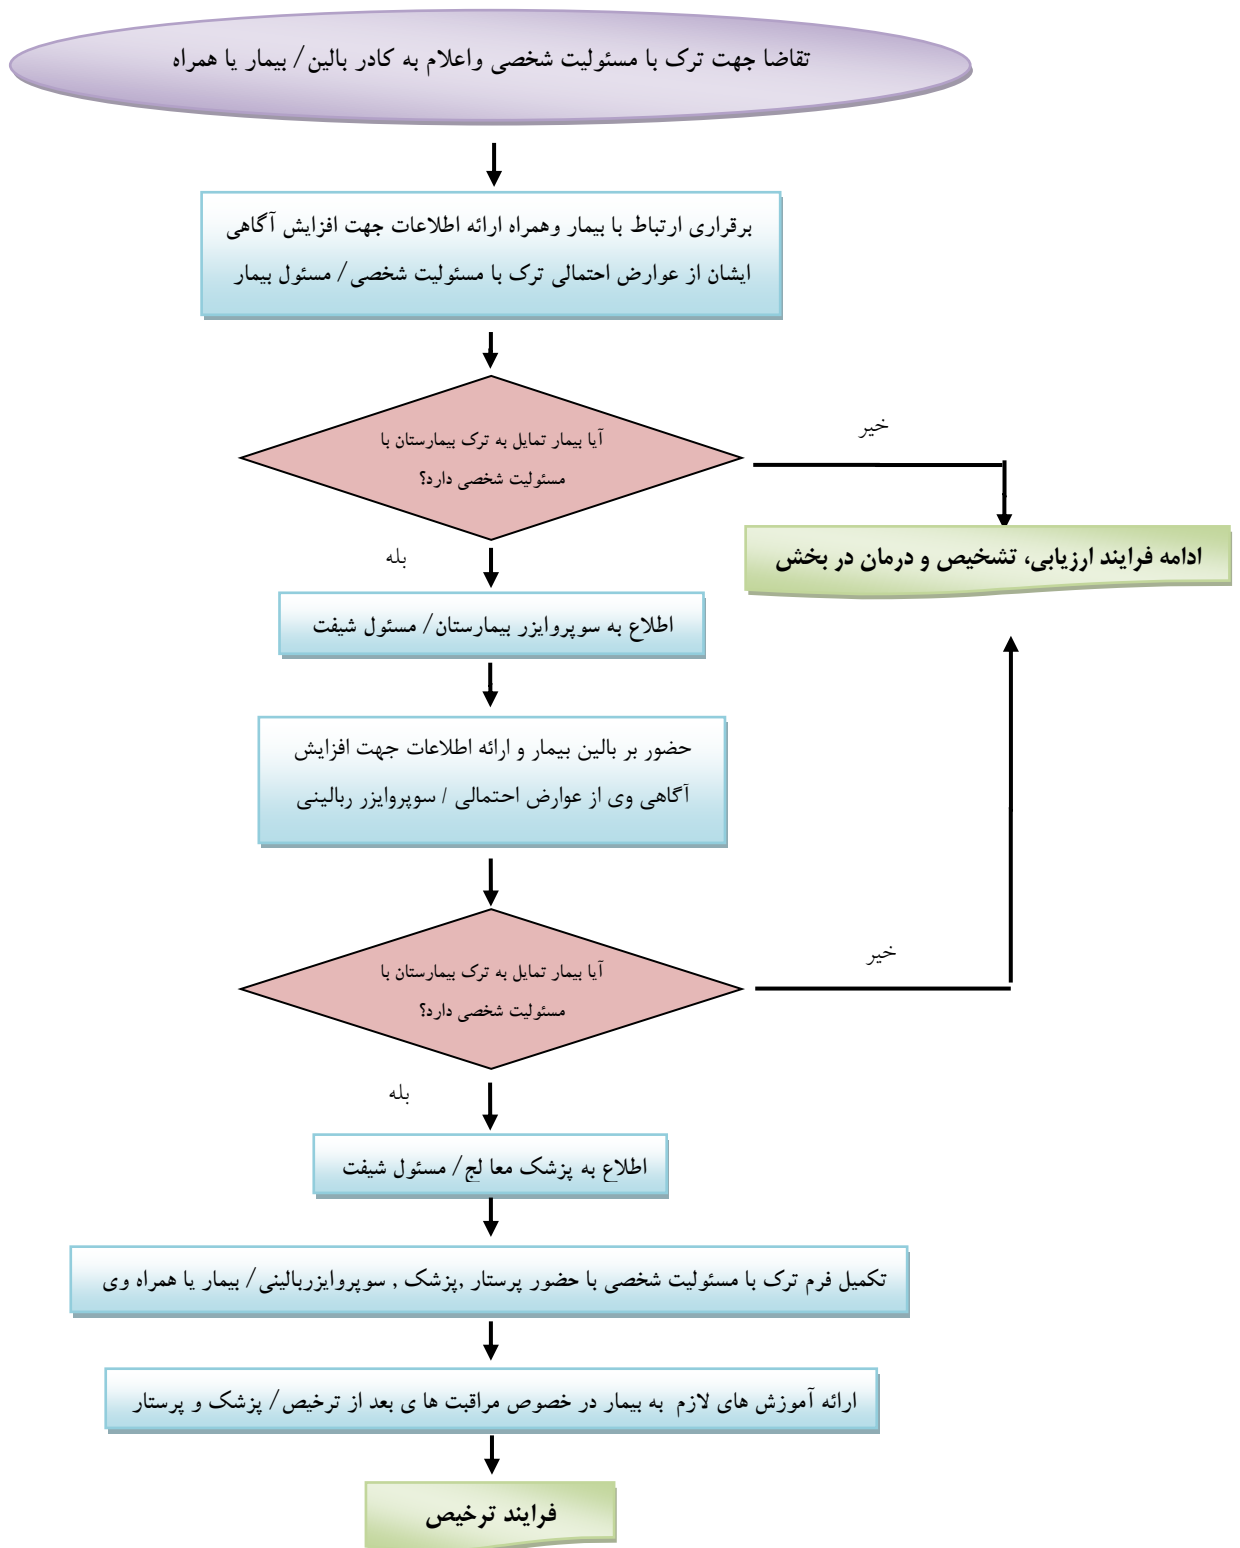 تقاضا جهت ترک با مسئولیت شخصی واعلام به کادر بالین/ بیمار یا همراه
برقراری ارتباط با بیمار وهمراه ارائه اطلاعات جهت افزایش آگاهی
ایشان از عوارض احتمالی ترک با مسئولیت شخصی/ مسئول بیمار
آیا بیمار تمایل به ترک بیمارستان با
مسئولیت شخصی دارد؟
خیر
ادامه فرایند ارزیابی، تشخیص و درمان در بخش
بله
اطلاع به سوپروایزر بیمارستان/ مسئول شیفت
حضور بر بالین بیمار و ارائه اطلاعات جهت افزایش
آگاهی وی از عوارض احتمالی / سوپروایزر ربالینی
آیا بیمار تمایل به ترک بیمارستان با
مسئولیت شخصی دارد؟
خیر
بله
اطلاع به پزشک معا لج/ مسئول شیفت
تکمیل فرم ترک با مسئولیت شخصی با حضور پرستار ,پزشک , سوپروایزربالینی/ بیمار یا همراه وی
ارائه آموزش های لازم به بیمار در خصوص مراقبت ها ی بعد از ترخیص/ پزشک و پرستار
فرایند ترخیص